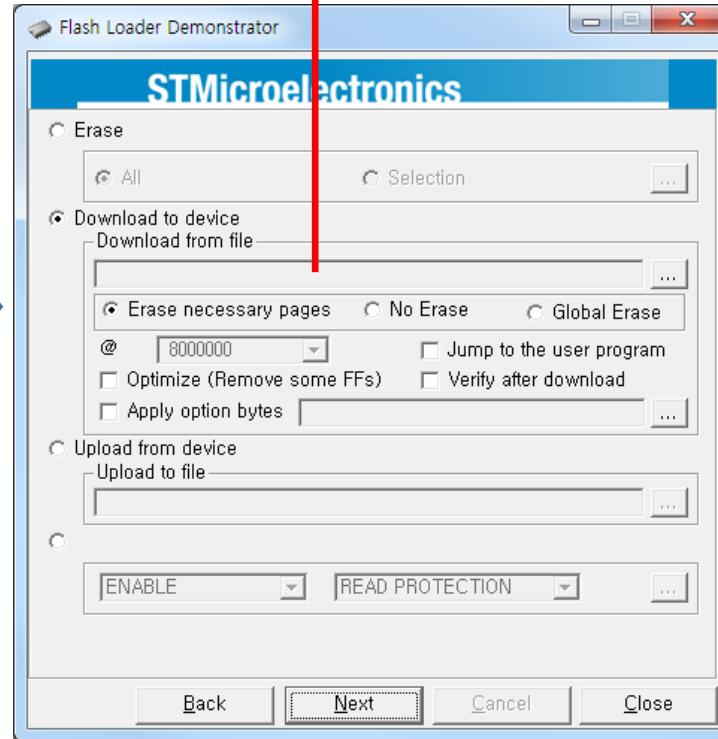 Flash Loader Demonstrator
STMicroelectronics
Erase
All Selection ...
Download to device
Download from file
...
Erase necessary pages No Erase Global Erase
@ 8000000 Jump to the user program
Optimize (Remove some FFs) Verify after download
Apply option bytes ...
Upload from device
Upload to file
...
ENABLE READ PROTECTION ...
Back Next Cancel Close